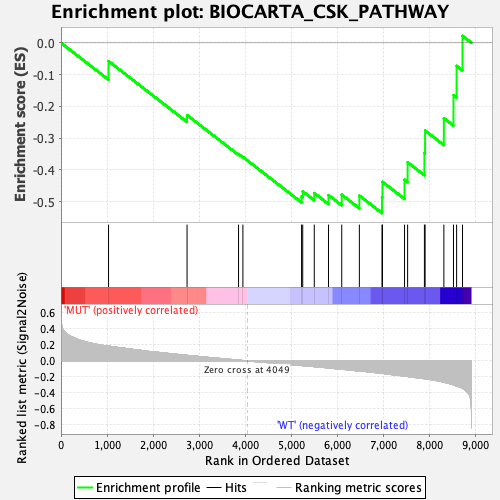 Enrichment plot: BIOCARTA_CSK_PATHWAY
Enrichment score (ES)
0.0
-0.1
-0.2
-0.3
-0.4
-0.5
'MUT' (positively correlated)
Ranked list metric (Signal2Noise)
0.6
0.4
0.2
0.0
-0.2
-0.4
-0.6
-0.8
Zero cross at 4049
'WT' (negatively correlated)
0 1,000 2,000 3,000 4,000 5,000 6,000 7,000 8,000 9,000
Rank in Ordered Dataset
Enrichment profile Hits Ranking metric scores